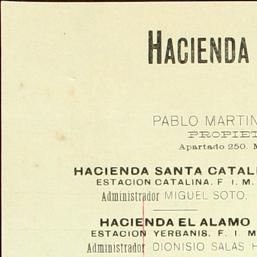 HACIENDA
PABLO MARTIN
PROPIET
Apartado 250. M
HACIENDA SANTA CATALI
ESTACION CATALINA, F. I. M.
Administrador MIGUEL SOTO,
HACIENDA EL ALAMO
ESTACION YERBANIS, F. I. M
Administrador DIONISIO SALAS H